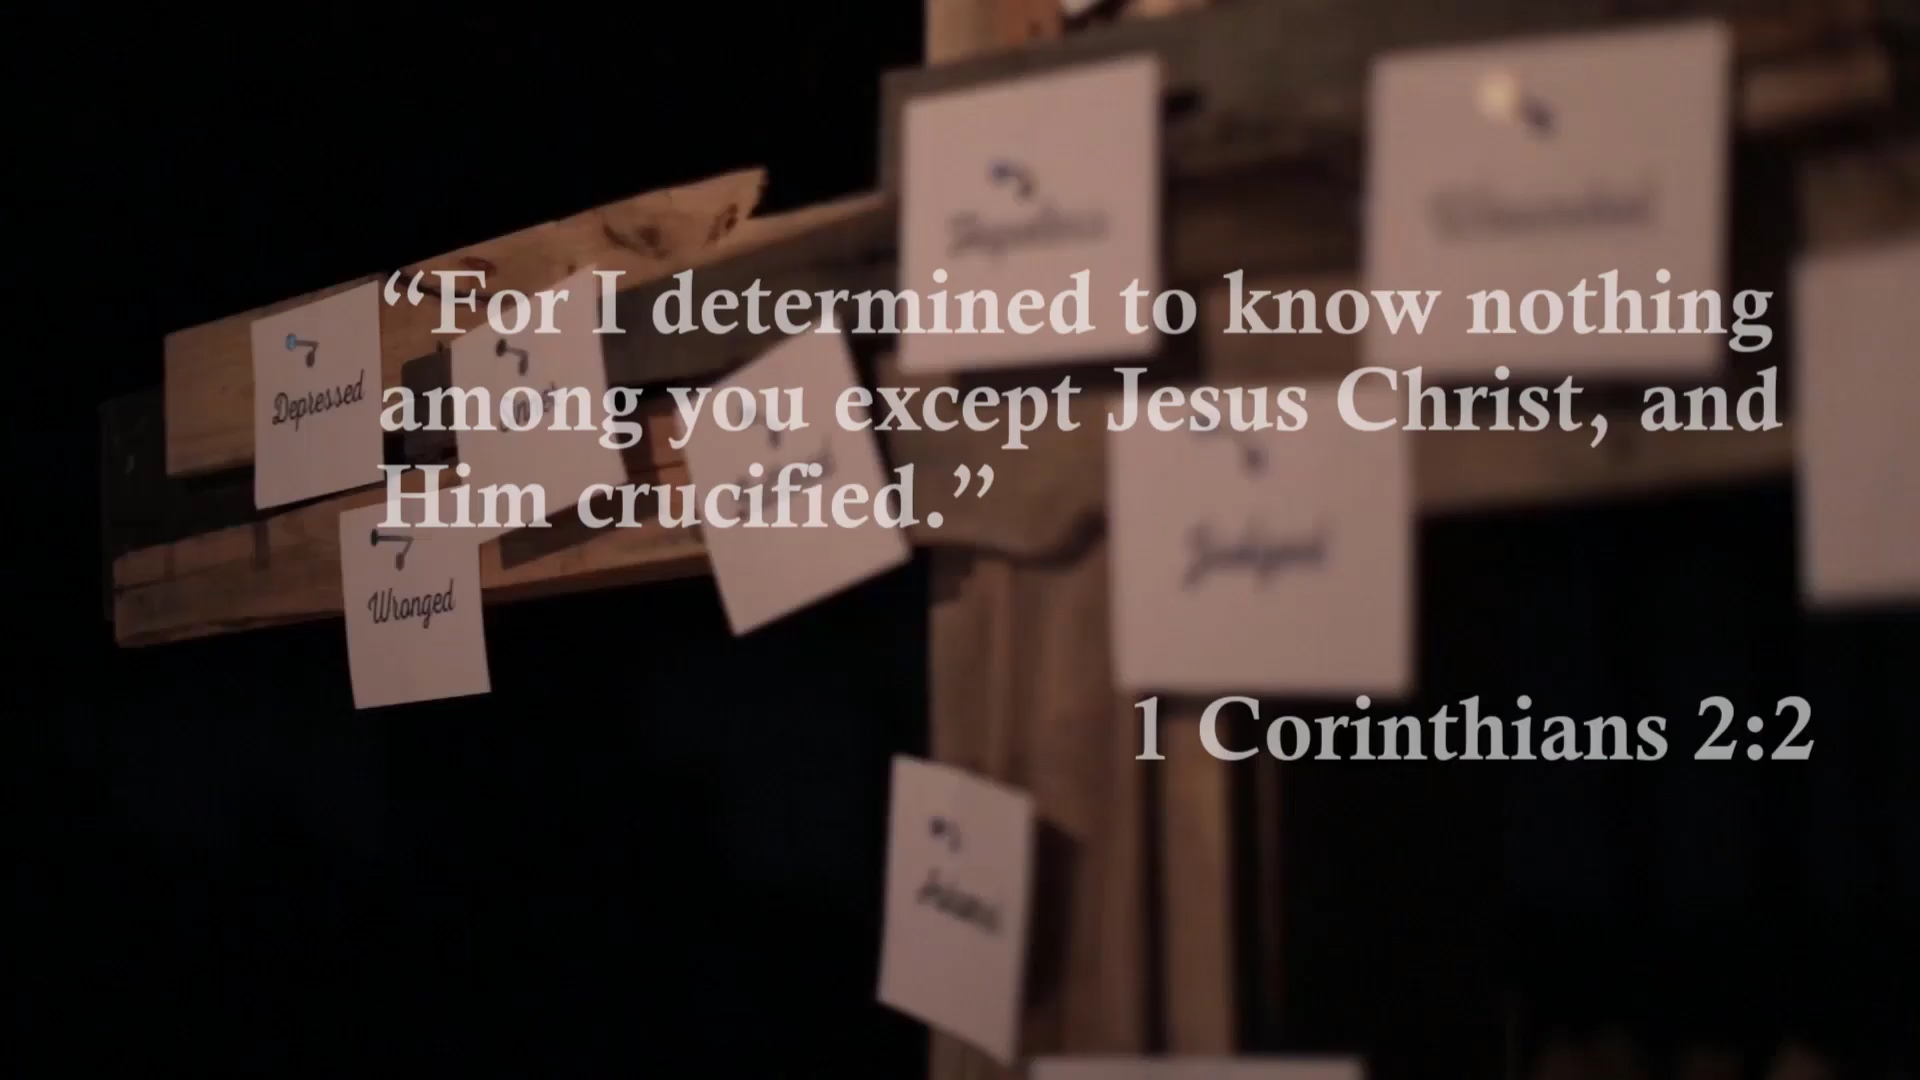 “For I determined to know nothing
among you except Jesus Christ, and
Him crucified.”
1 Corinthians 2:2
Depressed
Wronged
Judged